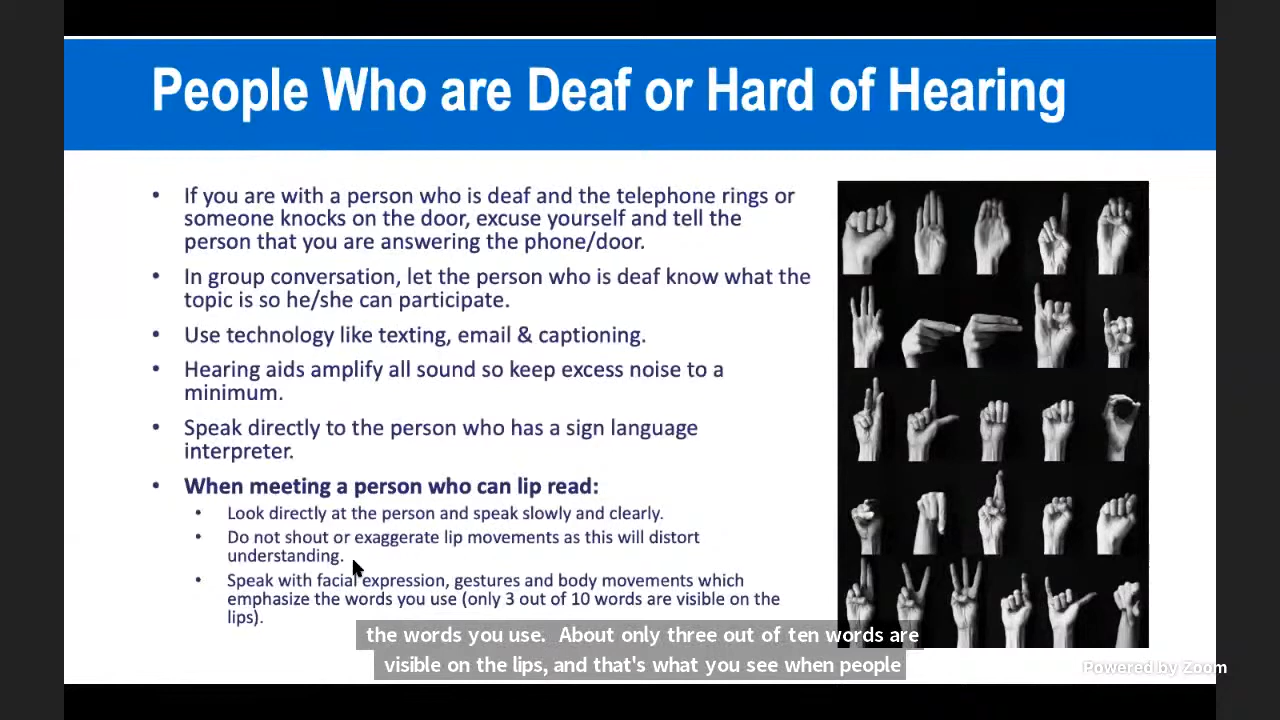 People Who are Deaf or Hard of Hearing
• If you are with a person who is deaf and the telephone rings or
someone knocks on the door, excuse yourself and tell the
person that you are answering the phone/door.
• In group conversation, let the person who is deaf know what the
topic is so he/she can participate.
• Use technology like texting, email & captioning.
• Hearing aids amplify all sound so keep excess noise to a
minimum.
• Speak directly to the person who has a sign language
interpreter.
• When meeting a person who can lip read:
• Look directly at the person and speak slowly and clearly.
• Do not shout or exaggerate lip movements as this will distort
understanding.
• Speak with facial expression, gestures and body movements which
emphasize the words you use (only 3 out of 10 words are visible on the
lips).
the words you use. About only three out of ten words are
visible on the lips, and that's what you see when people
Powered by Zoom